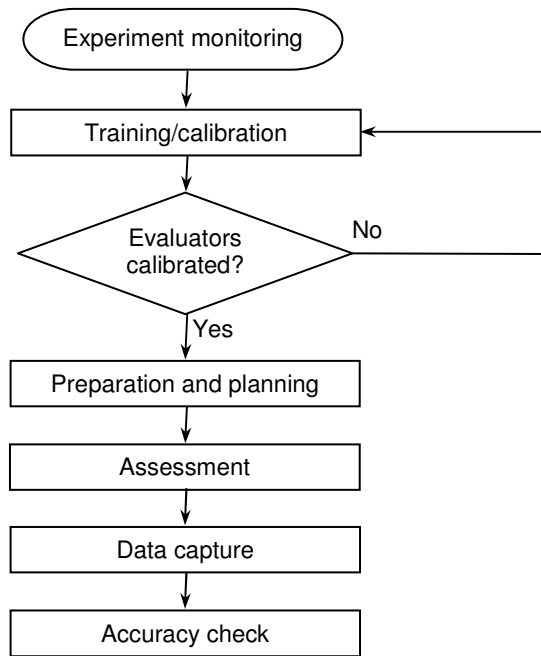 Experiment monitoring
Training/calibration
Evaluators
calibrated?
No
Yes
Preparation and planning
Assessment
Data capture
Accuracy check